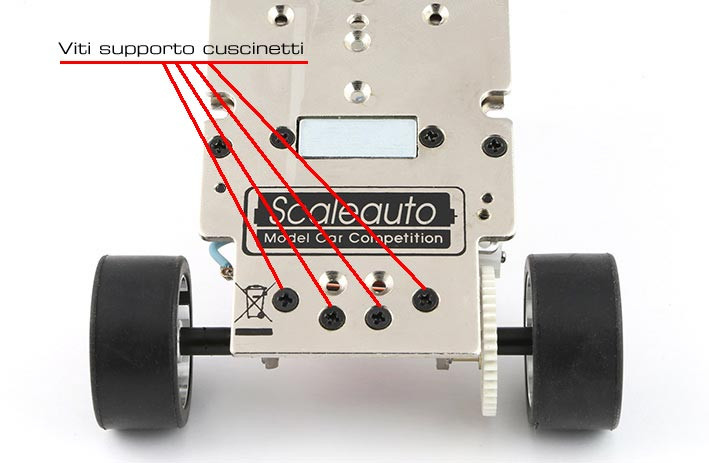 Viti supporto cuscinetti
Scaleauto
Model Car Competition